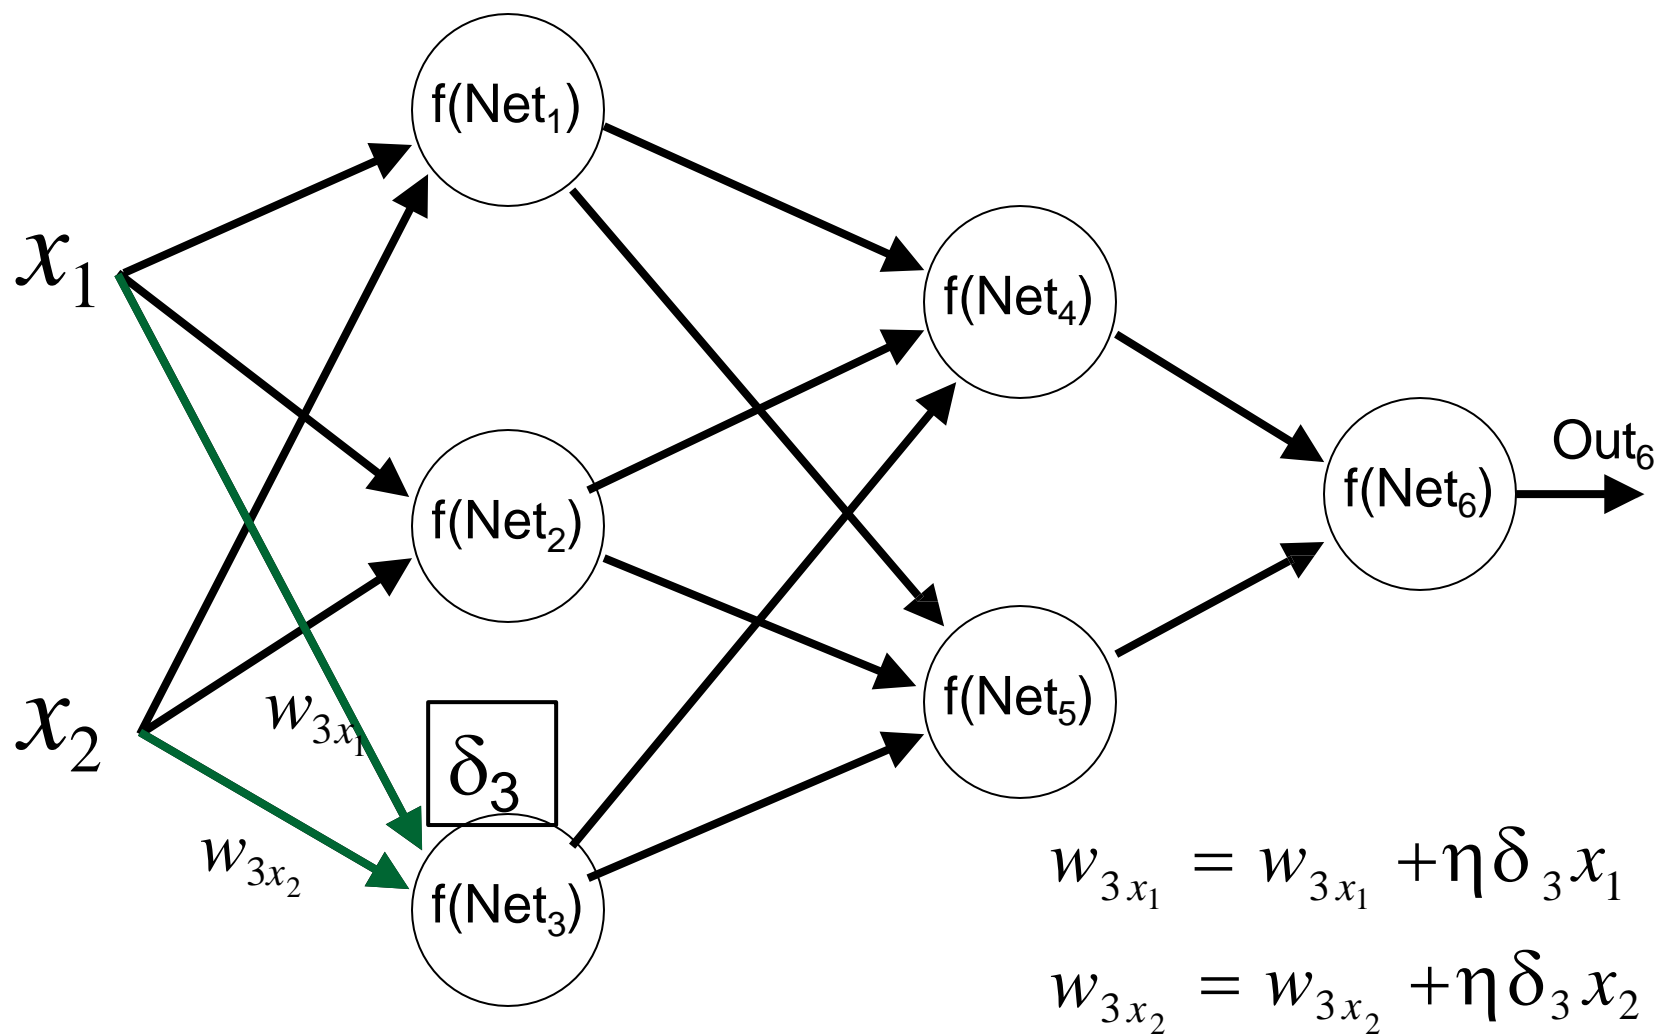 f(Net₁)
x₁
f(Net₄)
Out₆
f(Net₆)
f(Net₂)
x₂
w₃ₓ₁
δ₃
f(Net₅)
w₃ₓ₂
f(Net₃)
w₃ₓ₁ = w₃ₓ₁ +ηδ₃x₁
w₃ₓ₂ = w₃ₓ₂ +ηδ₃x₂